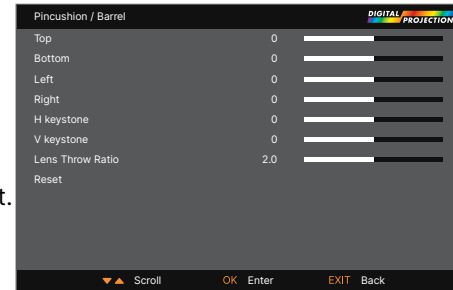 Pincushion / Barrel DIGITAL PROJECTION
Top 0
Bottom 0
Left 0
Right 0
H keystone 0
V keystone 0
Lens Throw Ratio 2.0
Reset
t.
Scroll OK Enter EXIT Back